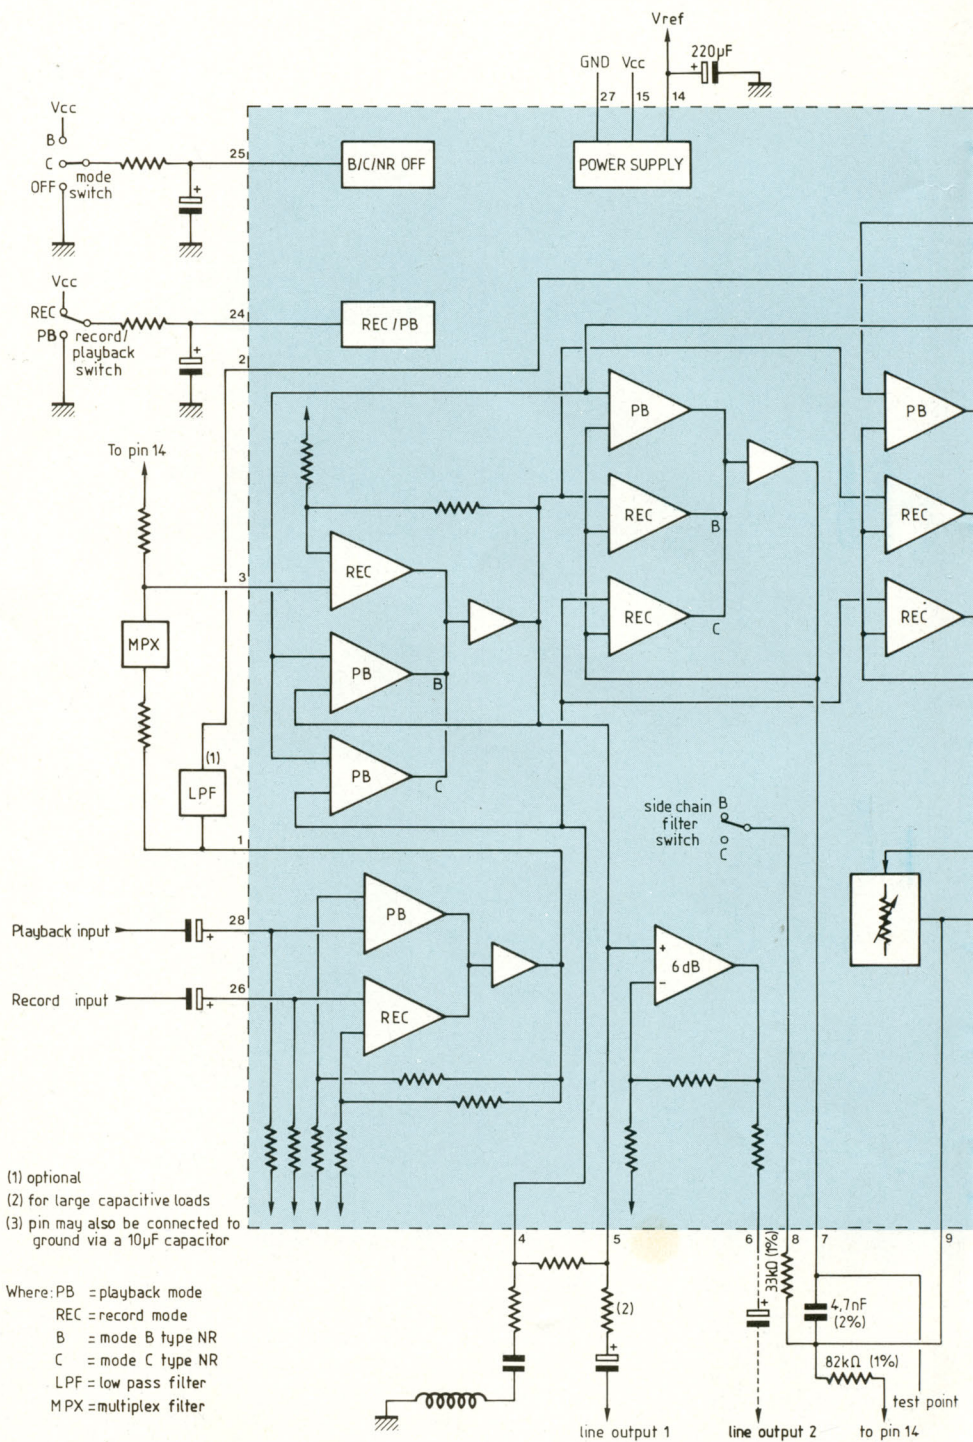 Vref
220µF
+
GND Vcc
27 15 14
Vcc
B
C
OFF
mode
switch
25
B/C/NR OFF
POWER SUPPLY
+
Vcc
REC
PB
record/
playback
switch
24
REC/PB
2
+
PB
PB
To pin 14
REC
B
REC
3
REC
REC
C
REC
MPX
PB
B
(1)
LPF
PB
C
side chain
filter
switch
B
C
1
Playback input
+
28
PB
+
6dB
−
Record input
+
26
REC
(1) optional
(2) for large capacitive loads
(3) pin may also be connected to
ground via a 10µF capacitor
4 5 6 8 7 9
33kΩ (1%)
Where: PB = playback mode
REC = record mode
B = mode B type NR
C = mode C type NR
LPF = low pass filter
MPX = multiplex filter
(2)
+
+
4,7nF
(2%)
82kΩ (1%)
test point
line output 1
line output 2
to pin 14